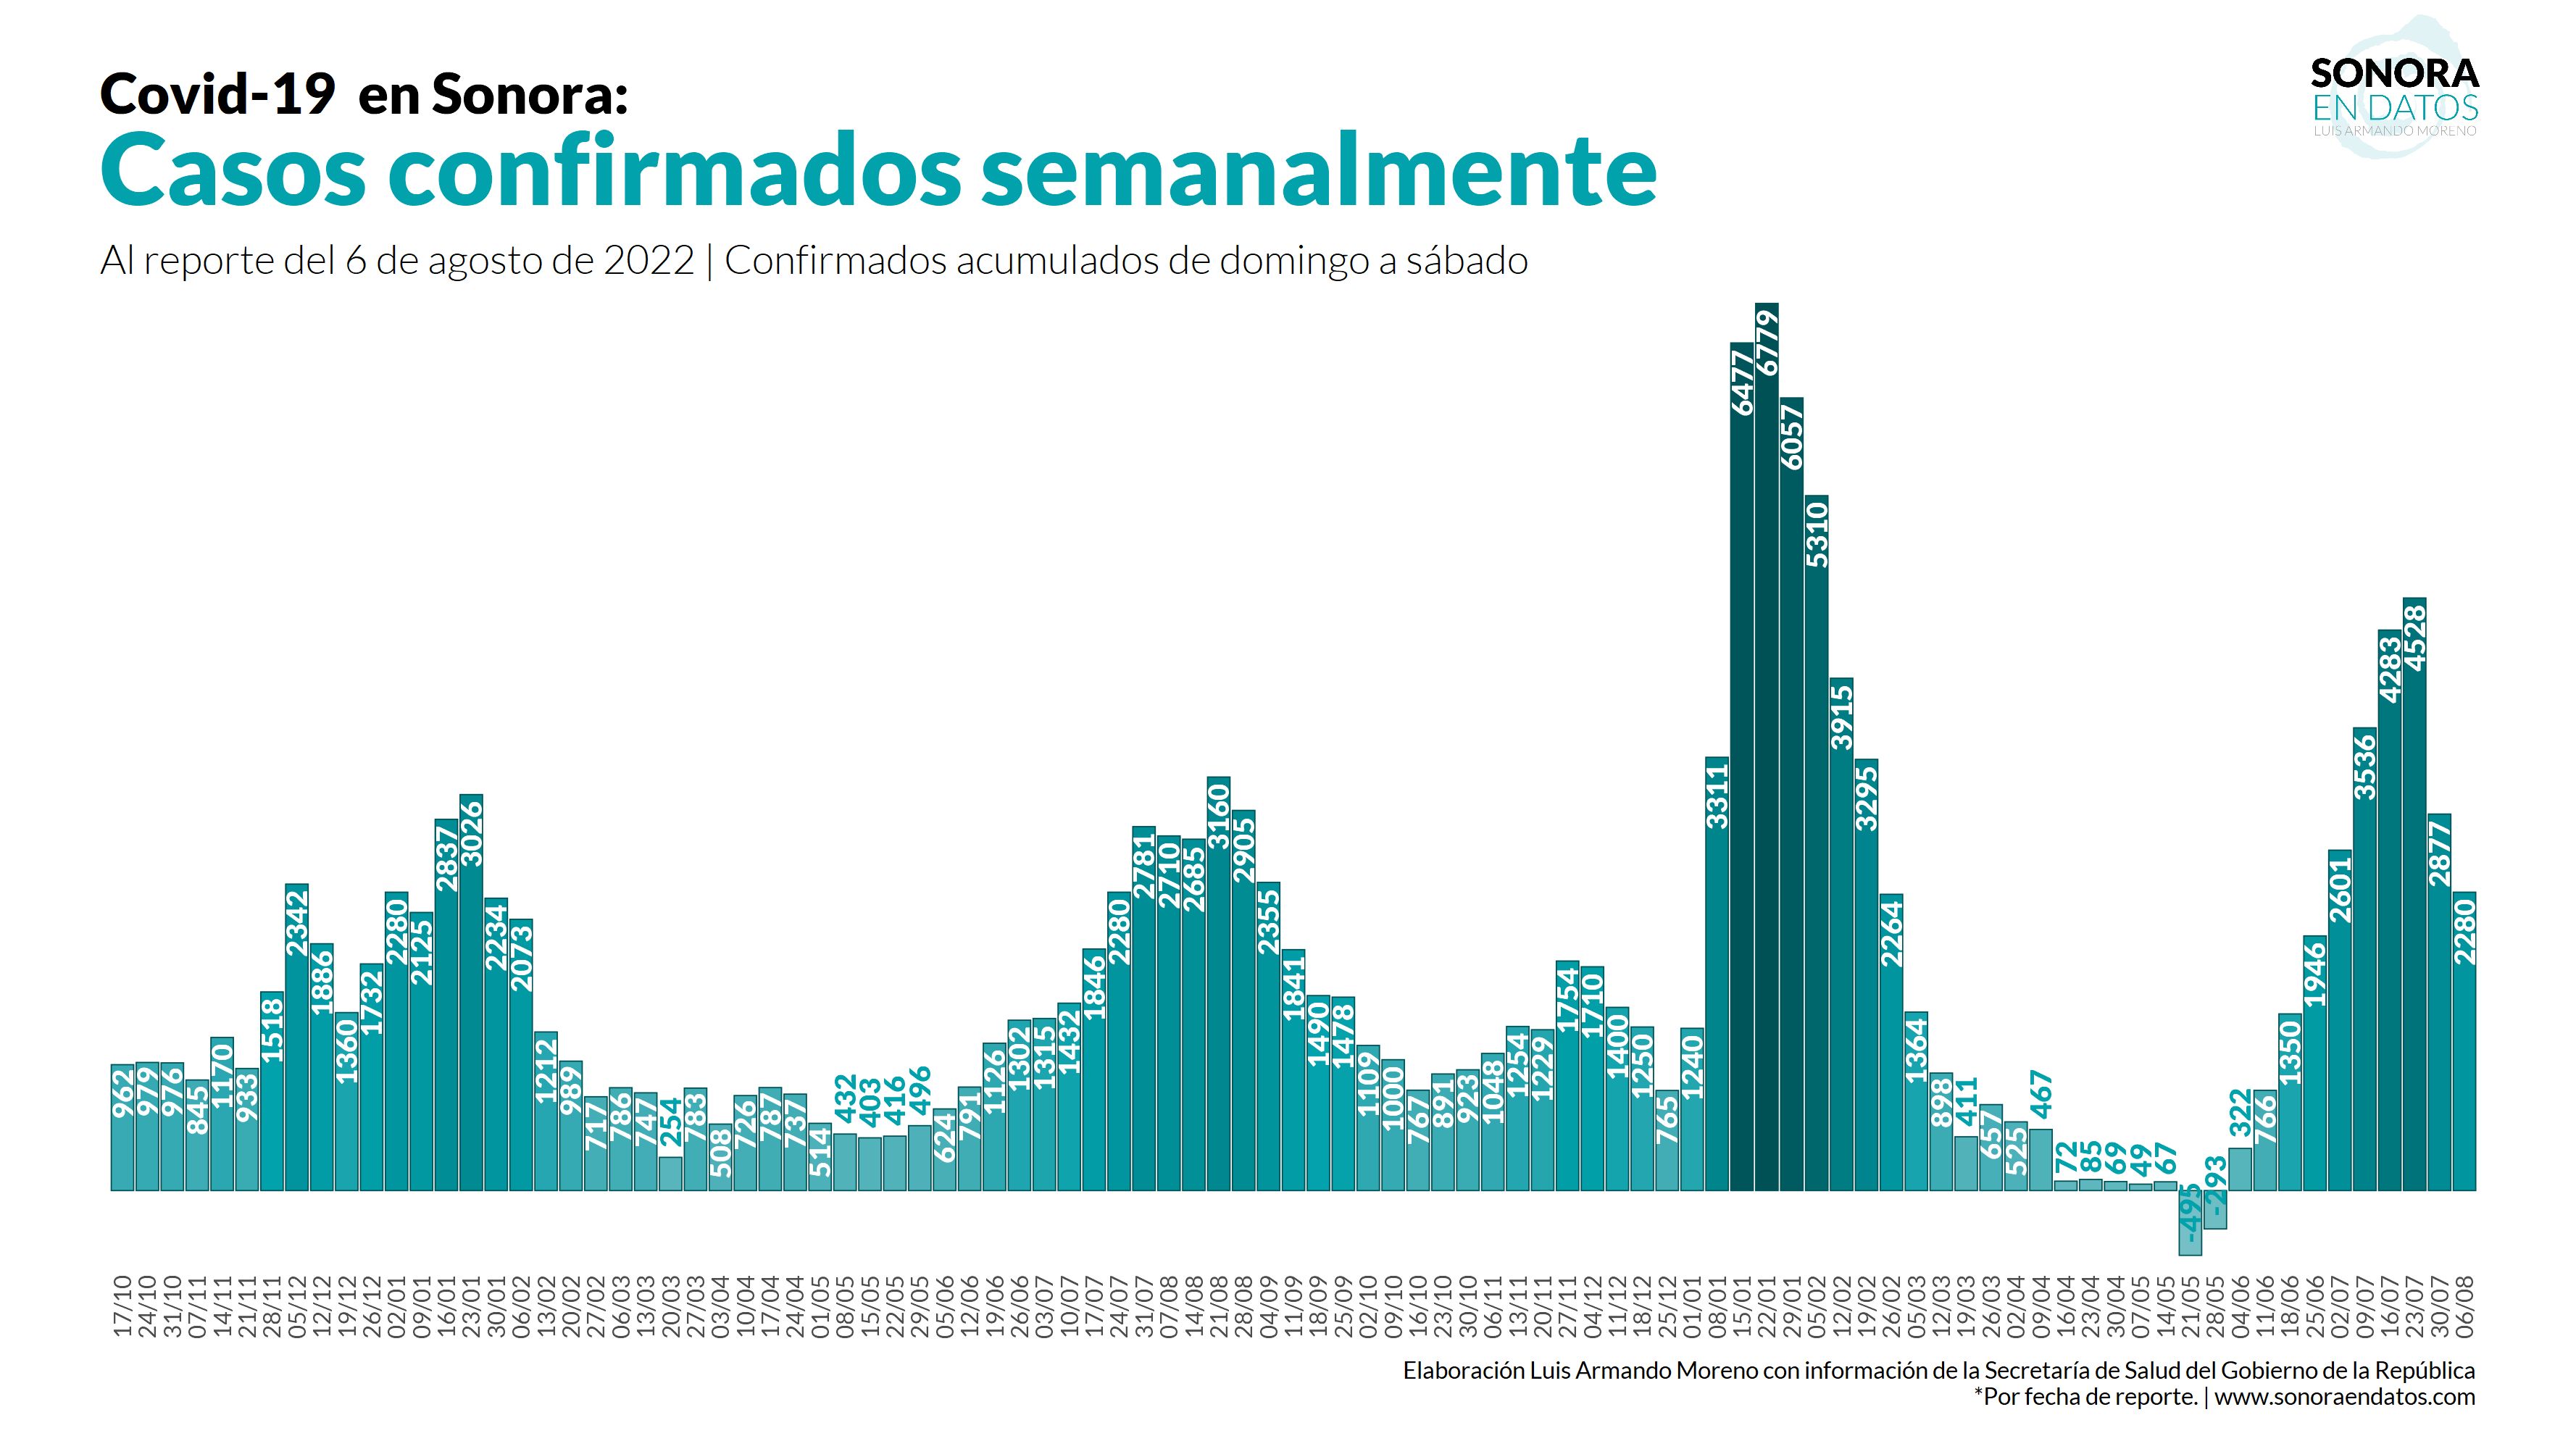 Covid-19 en Sonora:
Casos confirmados semanalmente
Al reporte del 6 de agosto de 2022 | Confirmados acumulados de domingo a sábado
SONORA
EN DATOS
LUIS ARMANDO MORENO
962 979 976 845 1170 933 1518 2342 1886 1360 1732 2280 2125 2837 3026 2234 2073 1212 989 717 786 747 254 783 508 726 787 737 514 432 403 416 496 624 791 1126 1302 1315 1432 1846 2280 2781 2710 2685 3160 2905 2355 1841 1490 1478 1109 1000 767 891 923 1048 1254 1229 1754 1710 1400 1250 765 1240 3311 6477 6779 6057 5310 3915 3295 2264 1364 898 411 657 525 467 72 85 69 49 67 -495 -293 322 766 1350 1946 2601 3536 4283 4528 2877 2280
17/10 24/10 31/10 07/11 14/11 21/11 28/11 05/12 12/12 19/12 26/12 02/01 09/01 16/01 23/01 30/01 06/02 13/02 20/02 27/02 06/03 13/03 20/03 27/03 03/04 10/04 17/04 24/04 01/05 08/05 15/05 22/05 29/05 05/06 12/06 19/06 26/06 03/07 10/07 17/07 24/07 31/07 07/08 14/08 21/08 28/08 04/09 11/09 18/09 25/09 02/10 09/10 16/10 23/10 30/10 06/11 13/11 20/11 27/11 04/12 11/12 18/12 25/12 01/01 08/01 15/01 22/01 29/01 05/02 12/02 19/02 26/02 05/03 12/03 19/03 26/03 02/04 09/04 16/04 23/04 30/04 07/05 14/05 21/05 28/05 04/06 11/06 18/06 25/06 02/07 09/07 16/07 23/07 30/07 06/08
Elaboración Luis Armando Moreno con información de la Secretaría de Salud del Gobierno de la República
*Por fecha de reporte. | www.sonoraendatos.com